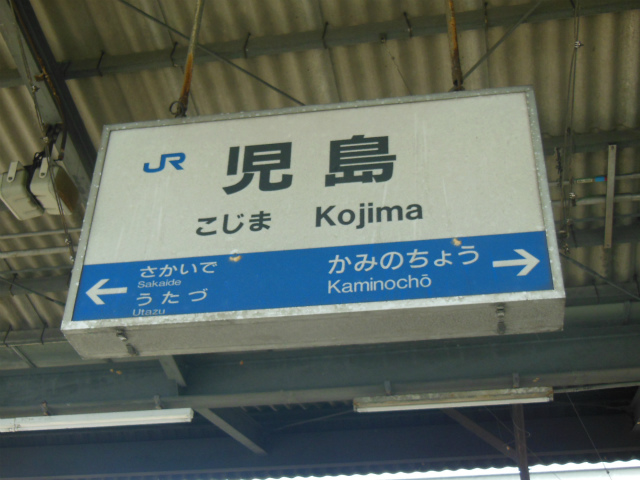 JR 児島
こじま Kojima
さかいで
Sakaide
うたづ
Utazu
かみのちょう
Kaminochō